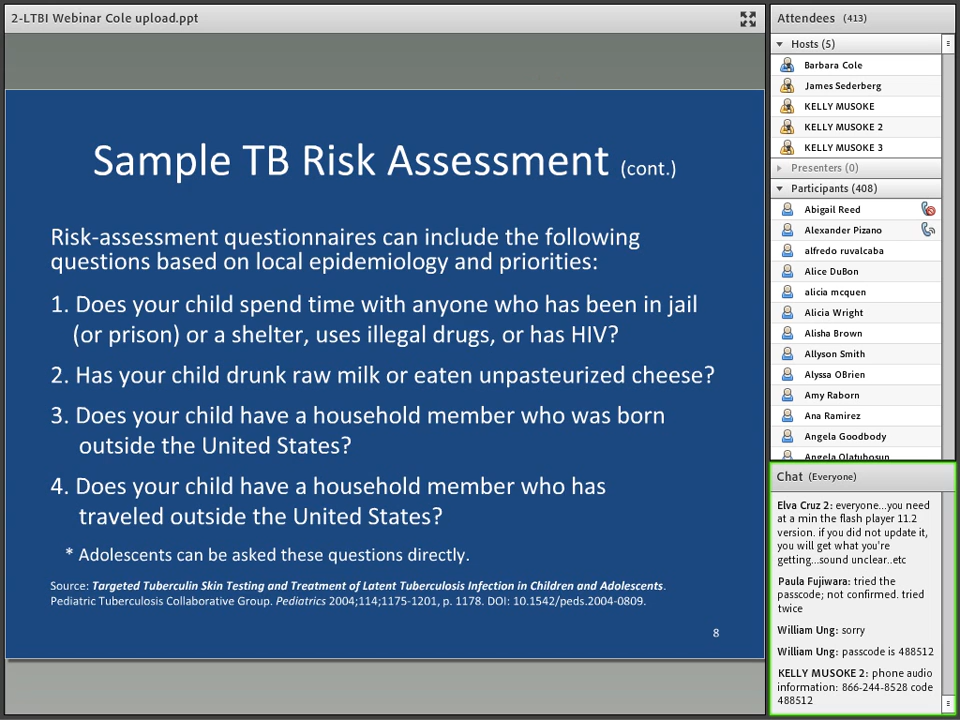 2-LTBI Webinar Cole upload.ppt
Sample TB Risk Assessment (cont.)
Risk-assessment questionnaires can include the following
questions based on local epidemiology and priorities:
1. Does your child spend time with anyone who has been in jail
(or prison) or a shelter, uses illegal drugs, or has HIV?
2. Has your child drunk raw milk or eaten unpasteurized cheese?
3. Does your child have a household member who was born
outside the United States?
4. Does your child have a household member who has
traveled outside the United States?
* Adolescents can be asked these questions directly.
Source: Targeted Tuberculin Skin Testing and Treatment of Latent Tuberculosis Infection in Children and Adolescents.
Pediatric Tuberculosis Collaborative Group. Pediatrics 2004;114;1175-1201, p. 1178. DOI: 10.1542/peds.2004-0809.
8
Attendees (413)
Hosts (5)
Barbara Cole
James Sederberg
KELLY MUSOKE
KELLY MUSOKE 2
KELLY MUSOKE 3
Presenters (0)
Participants (408)
Abigail Reed
Alexander Pizano
alfredo ruvalcaba
Alice DuBon
alicia mcquen
Alicia Wright
Alisha Brown
Allyson Smith
Alyssa OBrien
Amy Raborn
Ana Ramirez
Angela Goodbody
Angela Olatubosun
Chat (Everyone)
Elva Cruz 2: everyone...you need
at a min the flash player 11.2
version. if you did not update it,
you will get what you're
getting...sound unclear..etc
Paula Fujiwara: tried the
passcode; not confirmed. tried
twice
William Ung: sorry
William Ung: passcode is 488512
KELLY MUSOKE 2: phone audio
information: 866-244-8528 code
488512